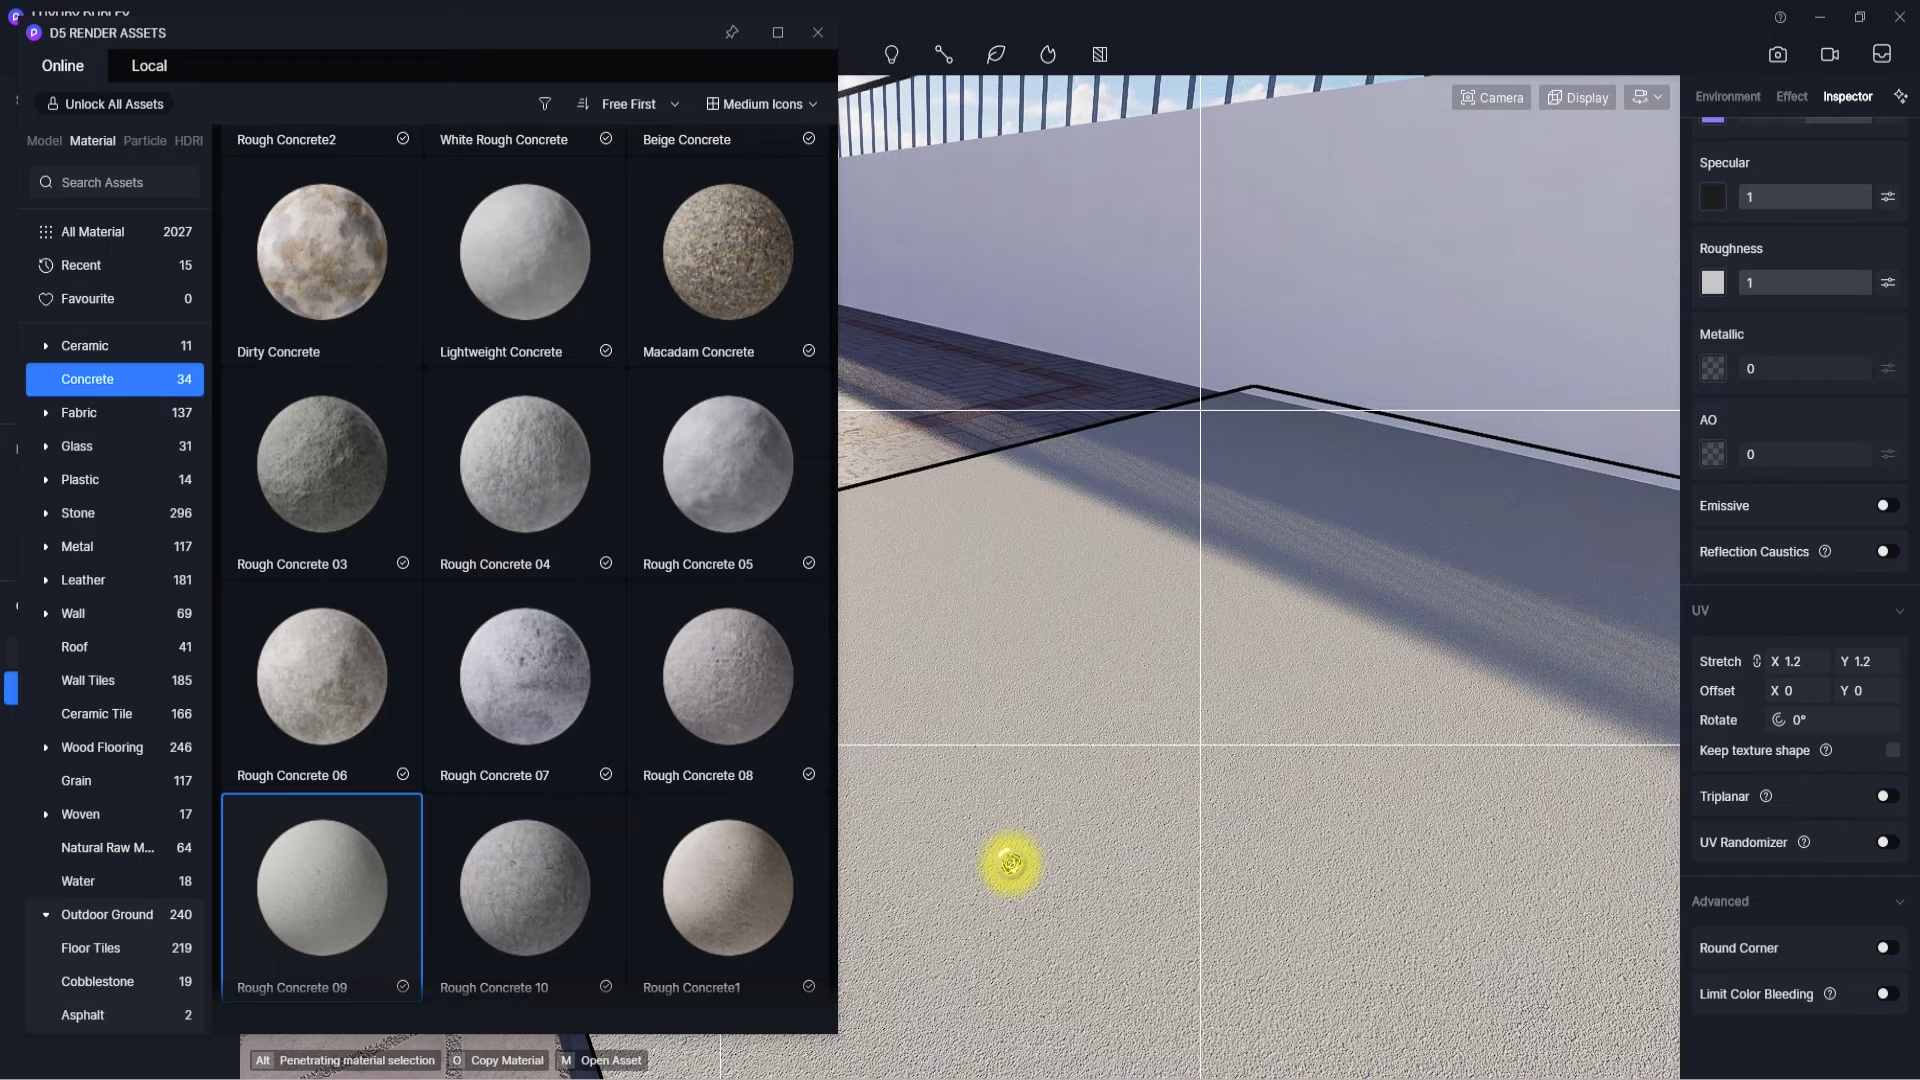 D5 RENDER ASSETS
Online
Local
Unlock All Assets
Free First
Medium Icons
Model Material Particle HDRI
Search Assets
All Material 2027
Recent 15
Favourite 0
Ceramic 11
Concrete 34
Fabric 137
Glass 31
Plastic 14
Stone 296
Metal 117
Leather 181
Wall 69
Roof 41
Wall Tiles 185
Ceramic Tile 166
Wood Flooring 246
Grain 117
Woven 17
Natural Raw M... 64
Water 18
Outdoor Ground 240
Floor Tiles 219
Cobblestone 19
Asphalt 2
Rough Concrete2
White Rough Concrete
Beige Concrete
Dirty Concrete
Lightweight Concrete
Macadam Concrete
Rough Concrete 03
Rough Concrete 04
Rough Concrete 05
Rough Concrete 06
Rough Concrete 07
Rough Concrete 08
Rough Concrete 09
Rough Concrete 10
Rough Concrete1
Alt Penetrating material selection
O Copy Material
M Open Asset
Camera
Display
Environment
Effect
Inspector
Specular
1
Roughness
1
Metallic
0
AO
0
Emissive
Reflection Caustics
UV
Stretch X 1.2 Y 1.2
Offset X 0 Y 0
Rotate 0°
Keep texture shape
Triplanar
UV Randomizer
Advanced
Round Corner
Limit Color Bleeding